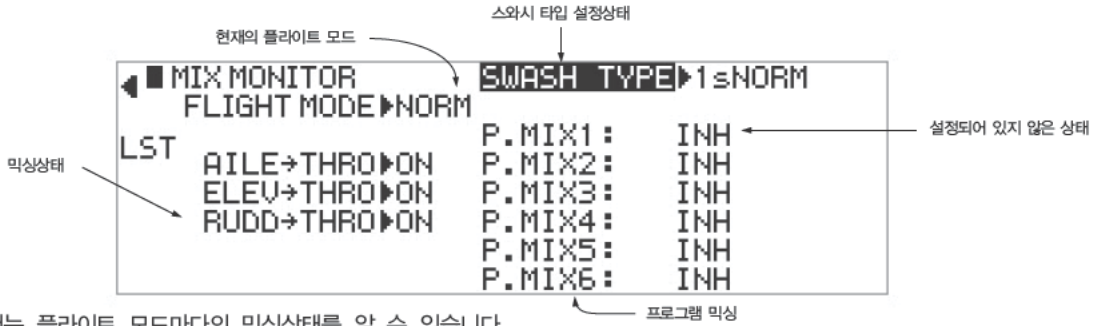 스와시 타입 설정상태
현재의 플라이트 모드
MIX MONITOR
SWASH TYPE 1sNORM
FLIGHT MODE NORM
LST
믹싱상태
AILE→THRO ON
ELEV→THRO ON
RUDD→THRO ON
P.MIX1: INH
P.MIX2: INH
P.MIX3: INH
P.MIX4: INH
P.MIX5: INH
P.MIX6: INH
설정되어 있지 않은 상태
프로그램 믹싱
플라이트 모드마다의 믹싱상태를 알 수 있습니다